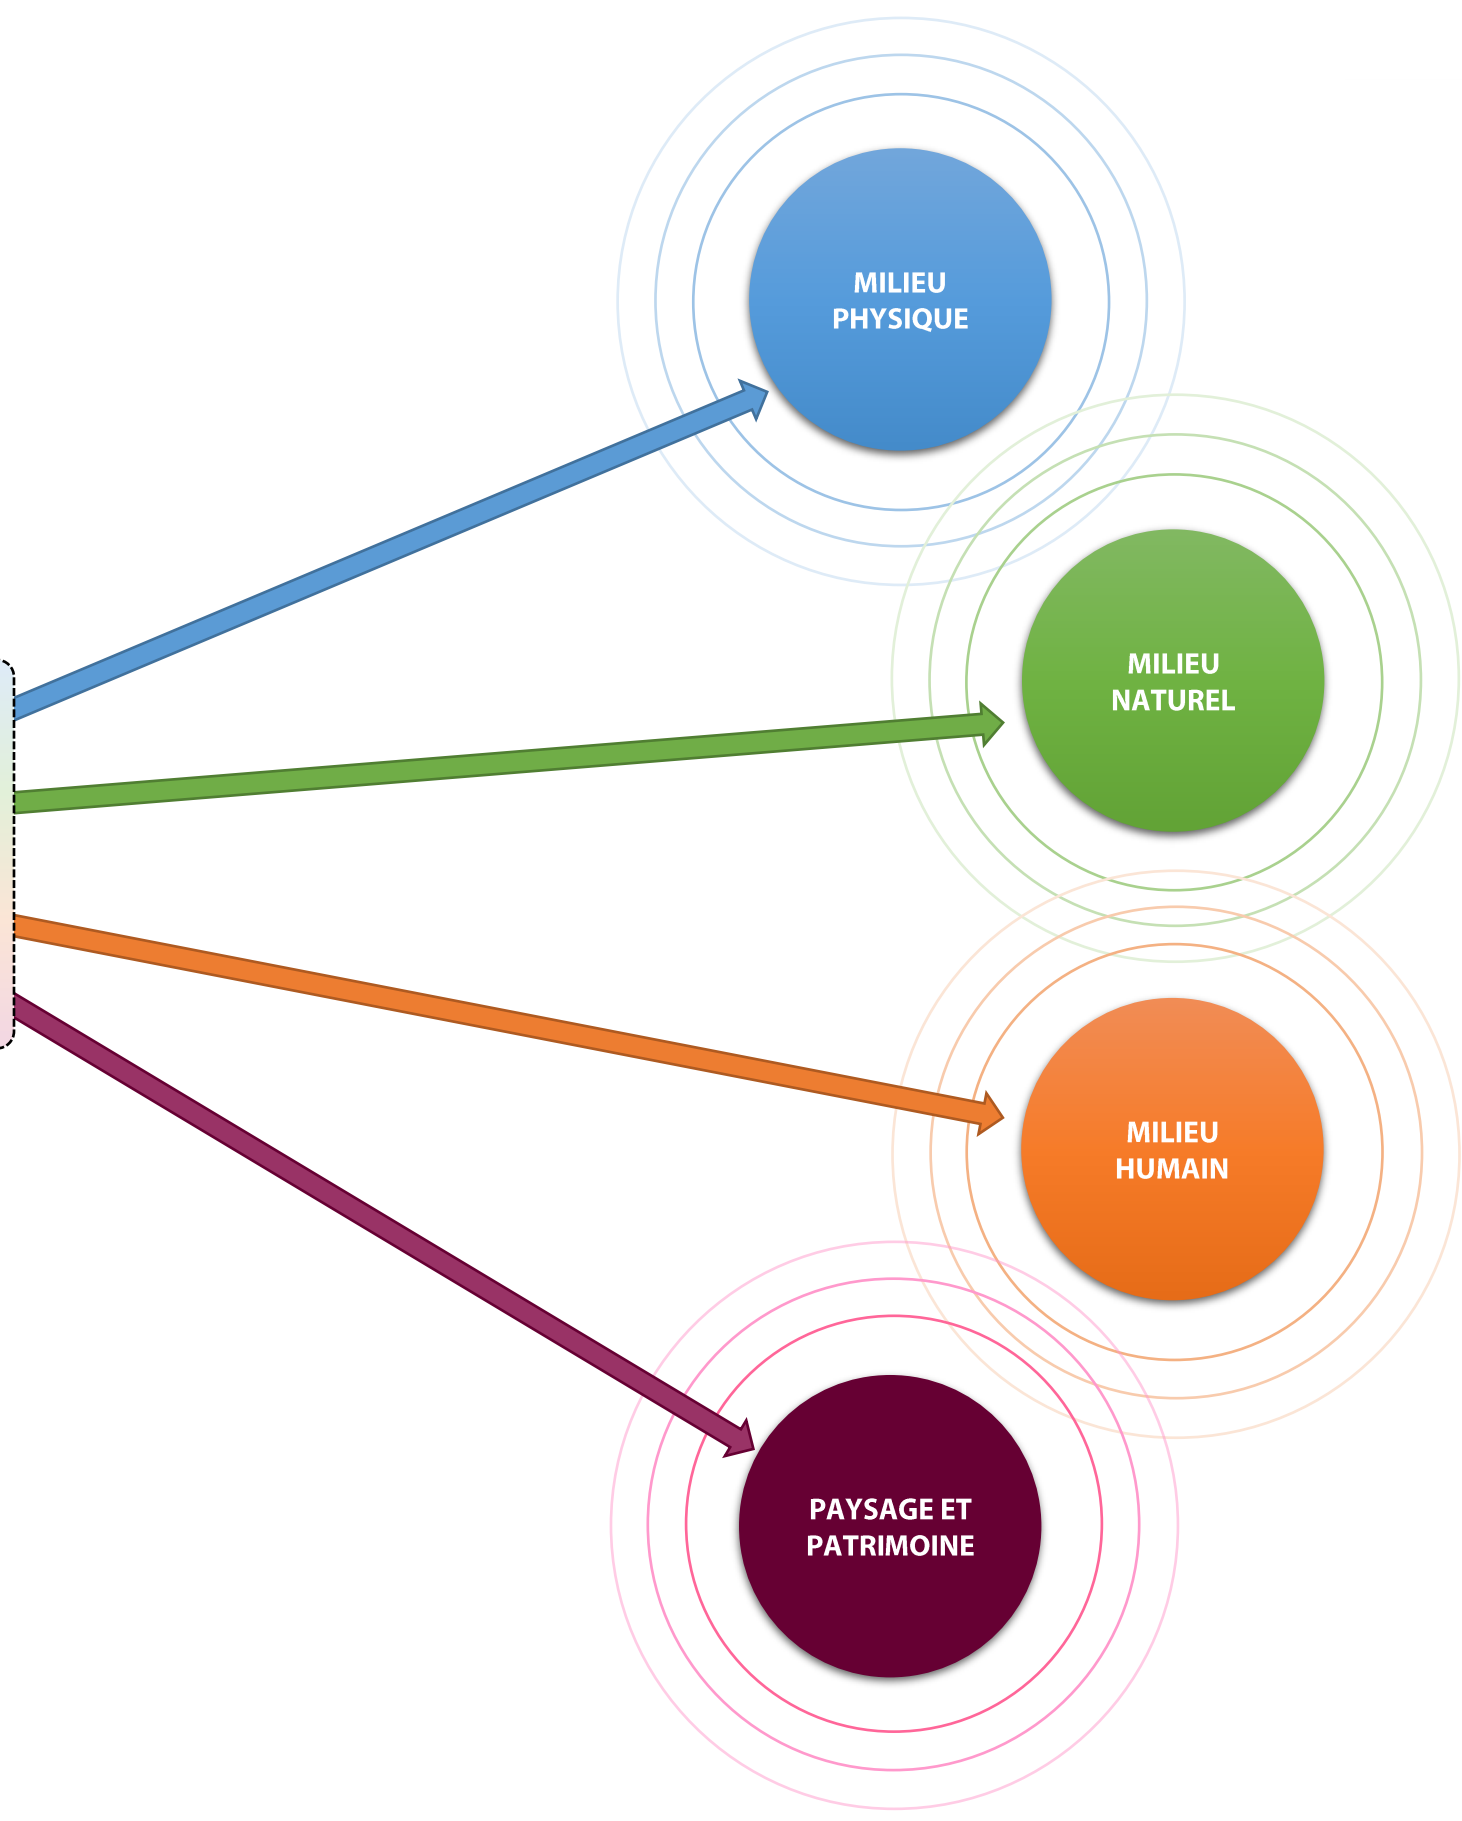 MILIEU
PHYSIQUE
MILIEU
NATUREL
MILIEU
HUMAIN
PAYSAGE ET
PATRIMOINE